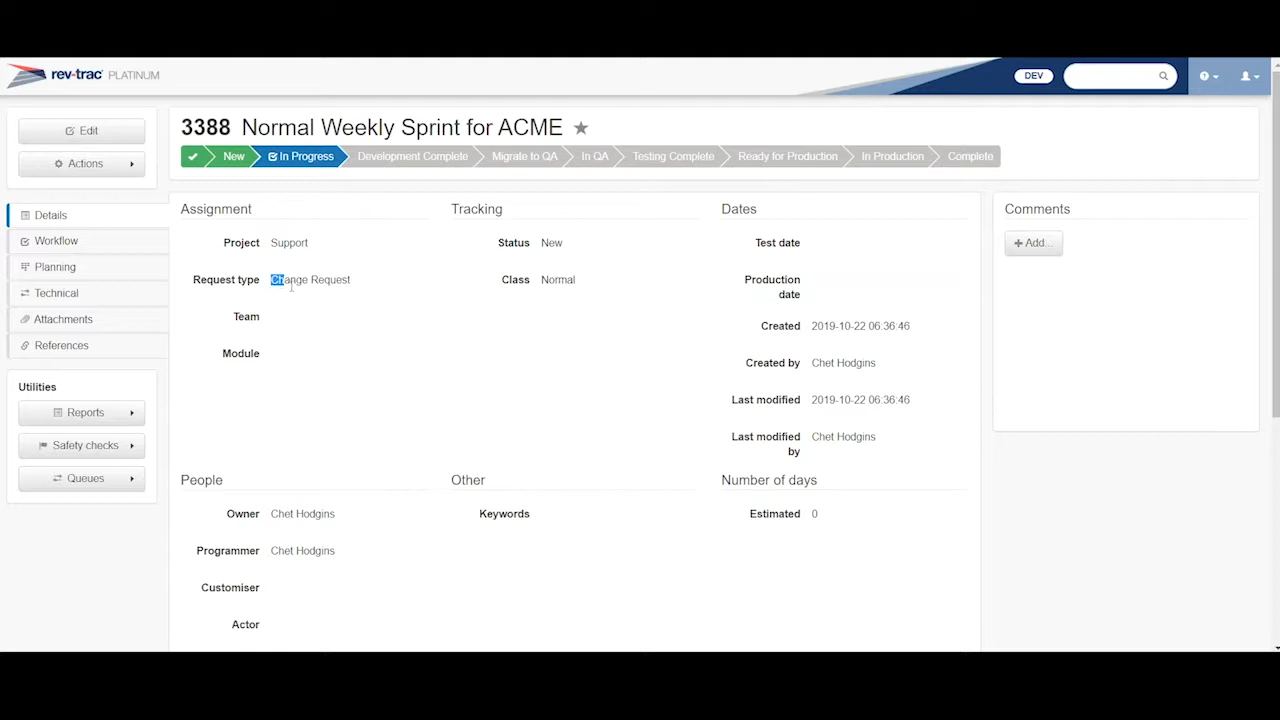 rev-trac PLATINUM
DEV
Edit
Actions
3388 Normal Weekly Sprint for ACME
New
In Progress
Development Complete
Migrate to QA
In QA
Testing Complete
Ready for Production
In Production
Complete
Details
Workflow
Planning
Technical
Attachments
References
Utilities
Reports
Safety checks
Queues
Assignment
Project Support
Request type Change Request
Team
Module
Tracking
Status New
Class Normal
Dates
Test date
Production
date
Created 2019-10-22 06:36:46
Created by Chet Hodgins
Last modified 2019-10-22 06:36:46
Last modified Chet Hodgins
by
Comments
Add...
People
Owner Chet Hodgins
Programmer Chet Hodgins
Customiser
Actor
Other
Keywords
Number of days
Estimated 0